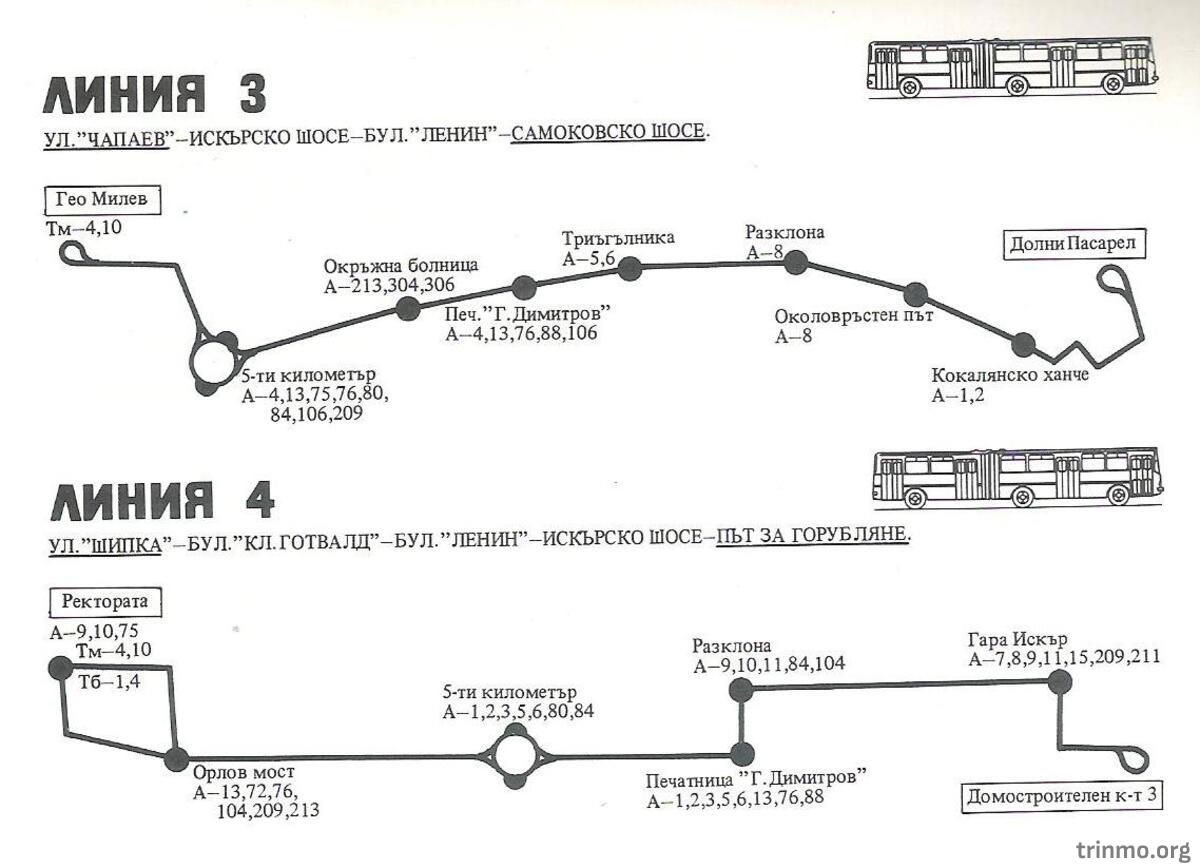 ЛИНИЯ 3
УЛ."ЧАПАЕВ"–ИСКЪРСКО ШОСЕ–БУЛ."ЛЕНИН"–САМОКОВСКО ШОСЕ.
Гео Милев
Тм–4,10
Окръжна болница
А–213,304,306
Триъгълника
А–5,6
Разклона
А–8
Долни Пасарел
Печ."Г.Димитров"
А–4,13,76,88,106
Околовръстен път
А–8
5-ти километър
А–4,13,75,76,80,
84,106,209
Кокалянско ханче
А–1,2
ЛИНИЯ 4
УЛ."ШИПКА"–БУЛ."КЛ.ГОТВАЛД"–БУЛ."ЛЕНИН"–ИСКЪРСКО ШОСЕ–ПЪТ ЗА ГОРУБЛЯНЕ.
Ректората
А–9,10,75
Тм–4,10
Тб–1,4
5-ти километър
А–1,2,3,5,6,80,84
Разклона
А–9,10,11,84,104
Гара Искър
А–7,8,9,11,15,209,211
Орлов мост
А–13,72,76,
104,209,213
Печатница "Г.Димитров"
А–1,2,3,5,6,13,76,88
Домостроителен к-т 3
trinmo.org